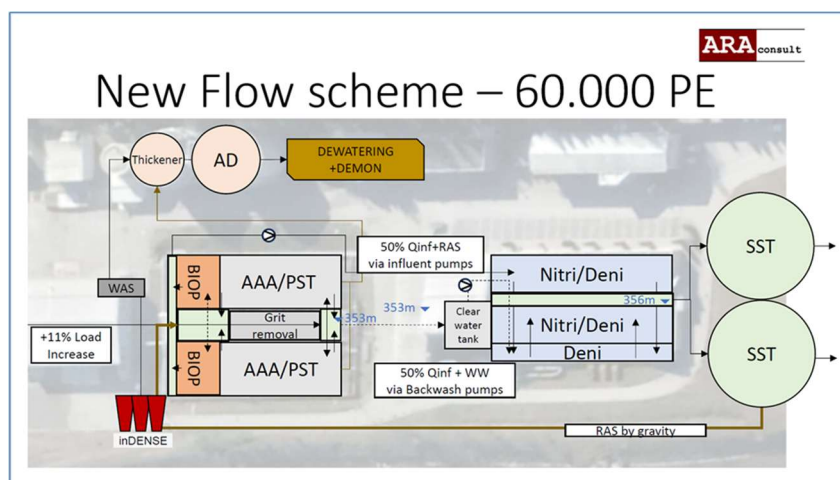 ARA consult
New Flow scheme – 60.000 PE
Thickener
AD
DEWATERING
+DEMON
50% Qinf+RAS
via influent pumps
SST
WAS
BIOP
AAA/PST
Nitri/Deni
Grit
removal
353m
353m
Clear
water
tank
356m
+11% Load
Increase
Nitri/Deni
BIOP
AAA/PST
Deni
SST
50% Qinf + WW
via Backwash pumps
inDENSE
RAS by gravity